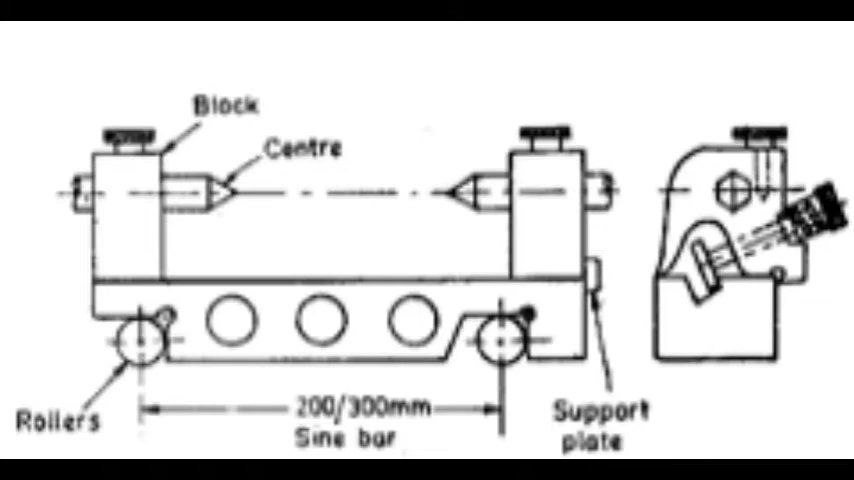 Block
Centre
Rollers
200/300mm
Sine bar
Support
plate